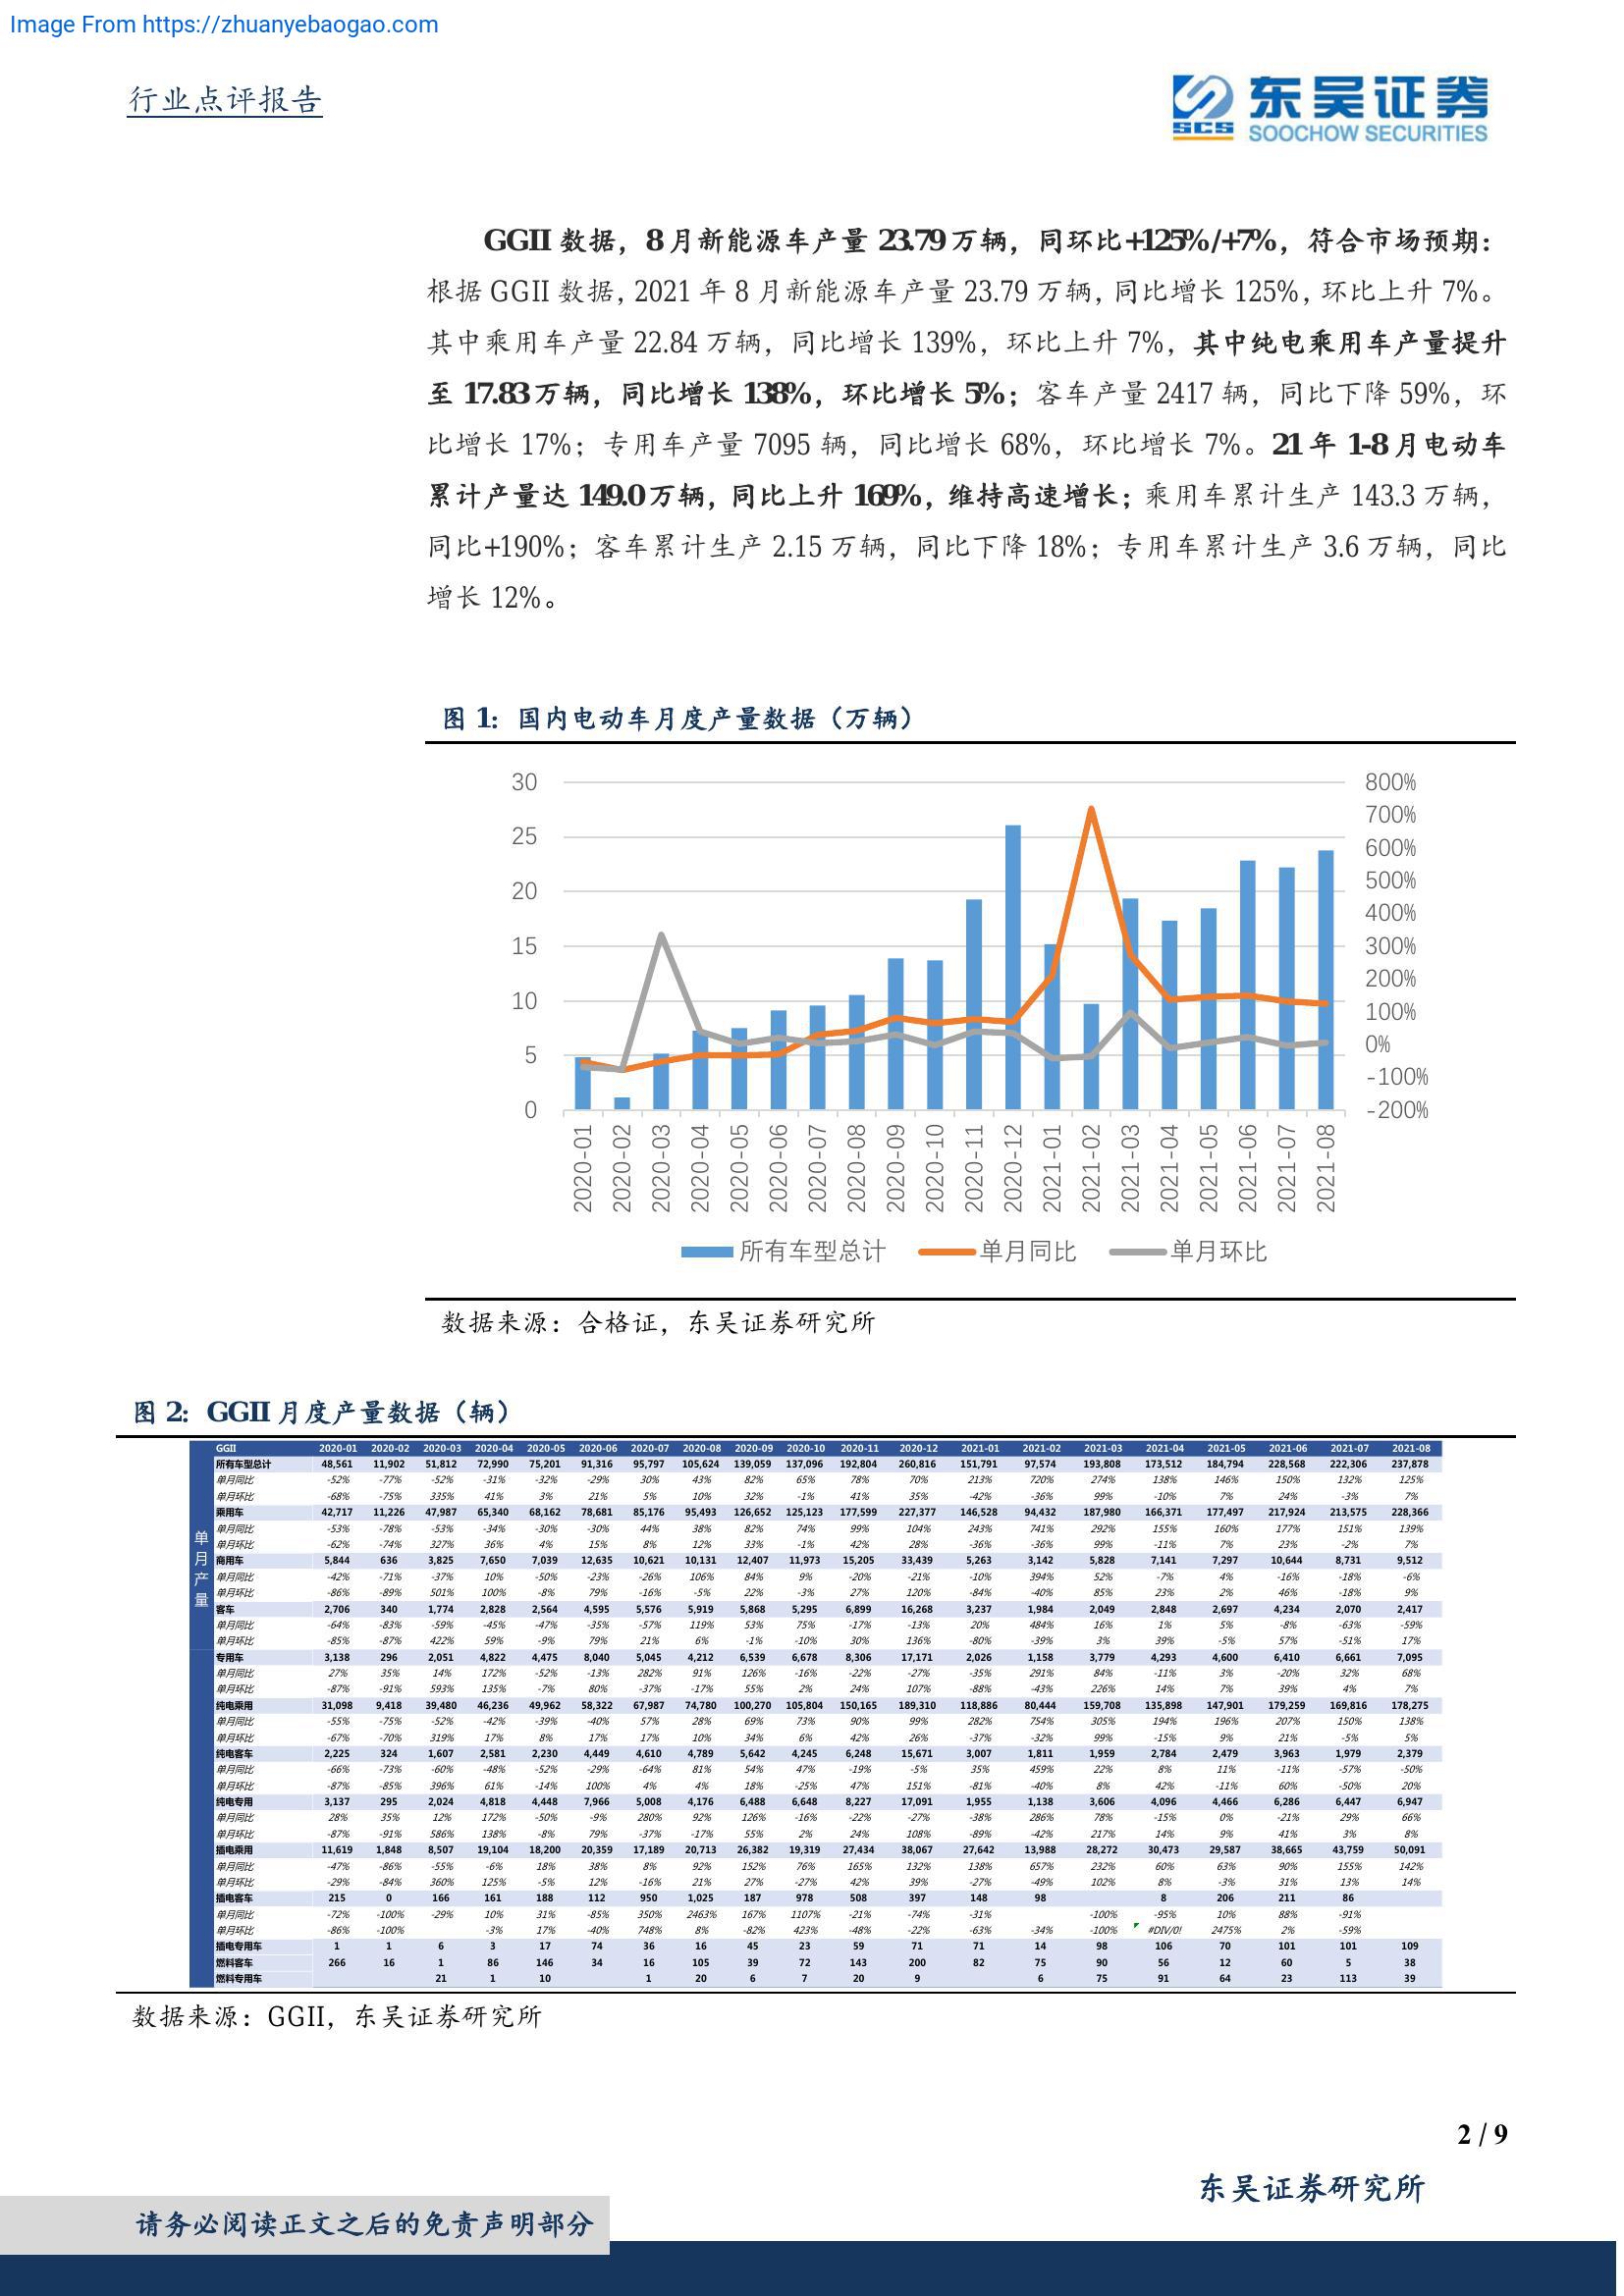 Image From https://zhuanyebaogao.com
行业点评报告
SCS
东吴证券
SOOCHOW SECURITIES
GGII 数据，8 月新能源车产量 23.79 万辆，同环比+125%/+7%，符合市场预期：
根据 GGII 数据，2021 年 8 月新能源车产量 23.79 万辆，同比增长 125%，环比上升 7%。
其中乘用车产量 22.84 万辆，同比增长 139%，环比上升 7%，其中纯电乘用车产量提升
至 17.83 万辆，同比增长 138%，环比增长 5%；客车产量 2417 辆，同比下降 59%，环
比增长 17%；专用车产量 7095 辆，同比增长 68%，环比增长 7%。21 年 1-8 月电动车
累计产量达 149.0 万辆，同比上升 169%，维持高速增长；乘用车累计生产 143.3 万辆，
同比+190%；客车累计生产 2.15 万辆，同比下降 18%；专用车累计生产 3.6 万辆，同比
增长 12%。
图 1：国内电动车月度产量数据（万辆）
30 800%
700%
25 600%
20 500%
400%
15 300%
200%
10 100%
5 0%
-100%
0 -200%
2020-01 2020-02 2020-03 2020-04 2020-05 2020-06 2020-07 2020-08 2020-09 2020-10 2020-11 2020-12 2021-01 2021-02 2021-03 2021-04 2021-05 2021-06 2021-07 2021-08
所有车型总计 单月同比 单月环比
数据来源：合格证，东吴证券研究所
图 2：GGII 月度产量数据（辆）
单月产量
GGII 2020-01 2020-02 2020-03 2020-04 2020-05 2020-06 2020-07 2020-08 2020-09 2020-10 2020-11 2020-12 2021-01 2021-02 2021-03 2021-04 2021-05 2021-06 2021-07 2021-08
所有车型总计 48,561 11,902 51,812 72,990 75,201 91,316 95,797 105,624 139,059 137,096 192,804 260,816 151,791 97,574 193,808 173,512 184,794 228,568 222,306 237,878
单月同比 -52% -77% -52% -31% -32% -29% 30% 43% 82% 65% 78% 70% 213% 720% 274% 138% 146% 150% 132% 125%
单月环比 -68% -75% 335% 41% 3% 21% 5% 10% 32% -1% 41% 35% -42% -36% 99% -10% 7% 24% -3% 7%
乘用车 42,717 11,226 47,987 65,340 68,162 78,681 85,176 95,493 126,652 125,123 177,599 227,377 146,528 94,432 187,980 166,371 177,497 217,924 213,575 228,366
单月同比 -53% -78% -53% -34% -30% -30% 44% 38% 82% 74% 99% 104% 243% 741% 292% 155% 160% 177% 151% 139%
单月环比 -62% -74% 327% 36% 4% 15% 8% 12% 33% -1% 42% 28% -36% -36% 99% -11% 7% 23% -2% 7%
商用车 5,844 636 3,825 7,650 7,039 12,635 10,621 10,131 12,407 11,973 15,205 33,439 5,263 3,142 5,828 7,141 7,297 10,644 8,731 9,512
单月同比 -42% -71% -37% 10% -50% -23% -26% 106% 84% 9% -20% -21% -10% 394% 52% -7% 4% -16% -18% -6%
单月环比 -86% -89% 501% 100% -8% 79% -16% -5% 22% -3% 27% 120% -84% -40% 85% 23% 2% 46% -18% 9%
客车 2,706 340 1,774 2,828 2,564 4,595 5,576 5,919 5,868 5,295 6,899 16,268 3,237 1,984 2,049 2,848 2,697 4,234 2,070 2,417
单月同比 -64% -83% -59% -45% -47% -35% -57% 119% 53% 75% -17% -13% 20% 484% 16% 1% 5% -8% -63% -59%
单月环比 -85% -87% 422% 59% -9% 79% 21% 6% -1% -10% 30% 136% -80% -39% 3% 39% -5% 57% -51% 17%
专用车 3,138 296 2,051 4,822 4,475 8,040 5,045 4,212 6,539 6,678 8,306 17,171 2,026 1,158 3,779 4,293 4,600 6,410 6,661 7,095
单月同比 27% 35% 14% 172% -52% -13% 282% 91% 126% -16% -22% -27% -35% 291% 84% -11% 3% -20% 32% 68%
单月环比 -87% -91% 593% 135% -7% 80% -37% -17% 55% 2% 24% 107% -88% -43% 226% 14% 7% 39% 4% 7%
纯电乘用 31,098 9,418 39,480 46,236 49,962 58,322 67,987 74,780 100,270 105,804 150,165 189,310 118,886 80,444 159,708 135,898 147,901 179,259 169,816 178,275
单月同比 -55% -75% -52% -42% -39% -40% 57% 28% 69% 73% 90% 99% 282% 754% 305% 194% 196% 207% 150% 138%
单月环比 -67% -70% 319% 17% 8% 17% 17% 10% 34% 6% 42% 26% -37% -32% 99% -15% 9% 21% -5% 5%
纯电客车 2,225 324 1,607 2,581 2,230 4,449 4,610 4,789 5,642 4,245 6,248 15,671 3,007 1,811 1,959 2,784 2,479 3,963 1,979 2,379
单月同比 -66% -73% -60% -48% -52% -29% -64% 81% 54% 47% -19% -5% 35% 459% 22% 8% 11% -11% -57% -50%
单月环比 -87% -85% 396% 61% -14% 100% 4% 4% 18% -25% 47% 151% -81% -40% 8% 42% -11% 60% -50% 20%
纯电专用 3,137 295 2,024 4,818 4,448 7,966 5,008 4,176 6,488 6,648 8,227 17,091 1,955 1,138 3,606 4,096 4,466 6,286 6,447 6,947
单月同比 28% 35% 12% 172% -50% -9% 280% 92% 126% -16% -22% -27% -38% 286% 78% -15% 0% -21% 29% 66%
单月环比 -87% -91% 586% 138% -8% 79% -37% -17% 55% 2% 24% 108% -89% -42% 217% 14% 9% 41% 3% 8%
插电乘用 11,619 1,848 8,507 19,104 18,200 20,359 17,189 20,713 26,382 19,319 27,434 38,067 27,642 13,988 28,272 30,473 29,587 38,665 43,759 50,091
单月同比 -47% -86% -55% -6% 18% 38% 8% 92% 152% 76% 165% 132% 138% 657% 232% 60% 63% 90% 155% 142%
单月环比 -29% -84% 360% 125% -5% 12% -16% 21% 27% -27% 42% 39% -27% -49% 102% 8% -3% 31% 13% 14%
插电客车 215 0 166 161 188 112 950 1,025 187 978 508 397 148 98 8 206 211 86
单月同比 -72% -100% -29% 10% 31% -85% 350% 2463% 167% 1107% -21% -74% -31% -100% -95% 10% 88% -91%
单月环比 -86% -100% -3% 17% -40% 748% 8% -82% 423% -48% -22% -63% -34% -100% #DIV/0! 2475% 2% -59%
插电专用车 1 1 6 3 17 74 36 16 45 23 59 71 71 14 98 106 70 101 101 109
燃料客车 266 16 1 86 146 34 16 105 39 72 143 200 82 75 90 56 12 60 5 38
燃料专用车 21 1 10 1 20 6 7 20 9 6 75 91 64 23 113 39
数据来源：GGII，东吴证券研究所
2 / 9
东吴证券研究所
请务必阅读正文之后的免责声明部分